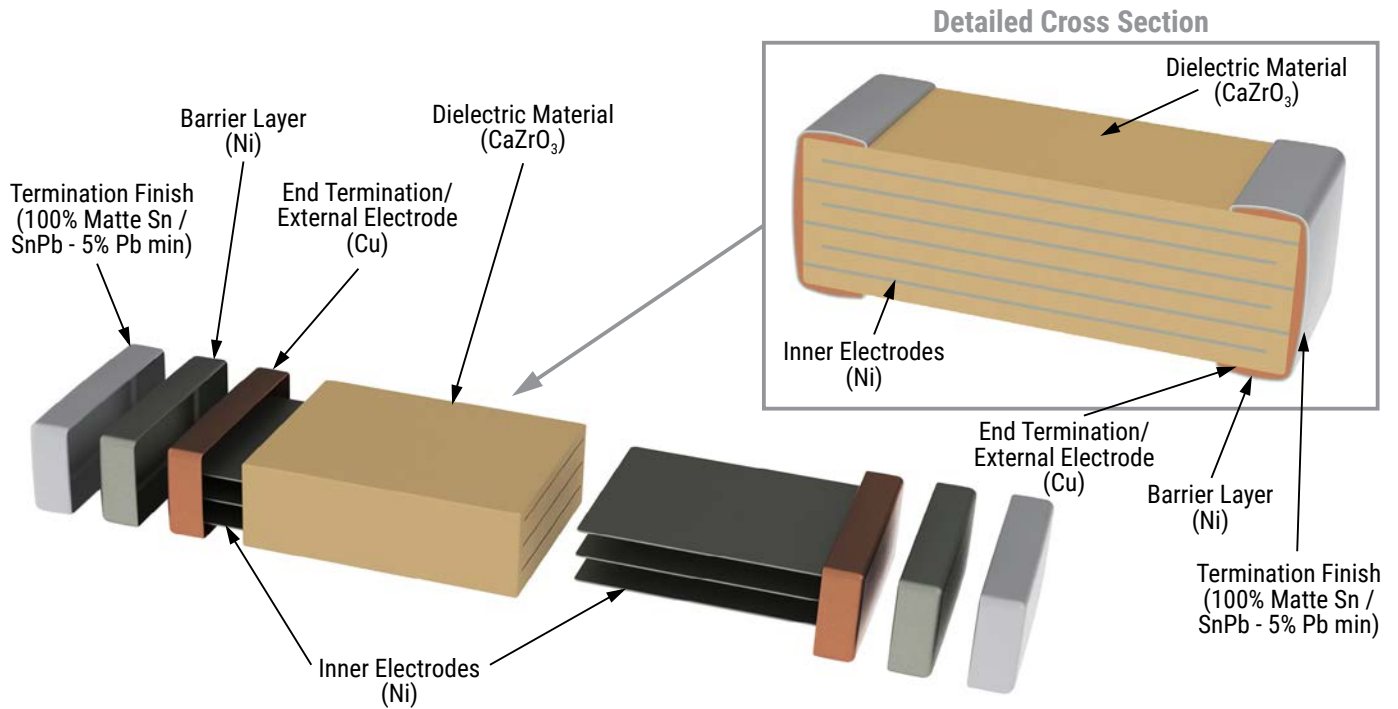 Detailed Cross Section
Dielectric Material
(CaZrO₃)
Barrier Layer
(Ni)
Dielectric Material
(CaZrO₃)
Termination Finish
(100% Matte Sn /
SnPb - 5% Pb min)
End Termination/
External Electrode
(Cu)
Inner Electrodes
(Ni)
End Termination/
External Electrode
(Cu)
Barrier Layer
(Ni)
Termination Finish
(100% Matte Sn /
SnPb - 5% Pb min)
Inner Electrodes
(Ni)